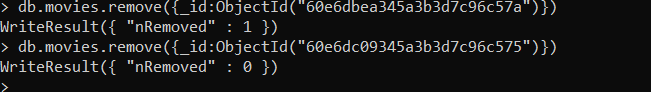 > db.movies.remove({_id:ObjectId("60e6dbea345a3b3d7c96c57a")})
WriteResult({ "nRemoved" : 1 })
> db.movies.remove({_id:ObjectId("60e6dc09345a3b3d7c96c575")})
WriteResult({ "nRemoved" : 0 })
>